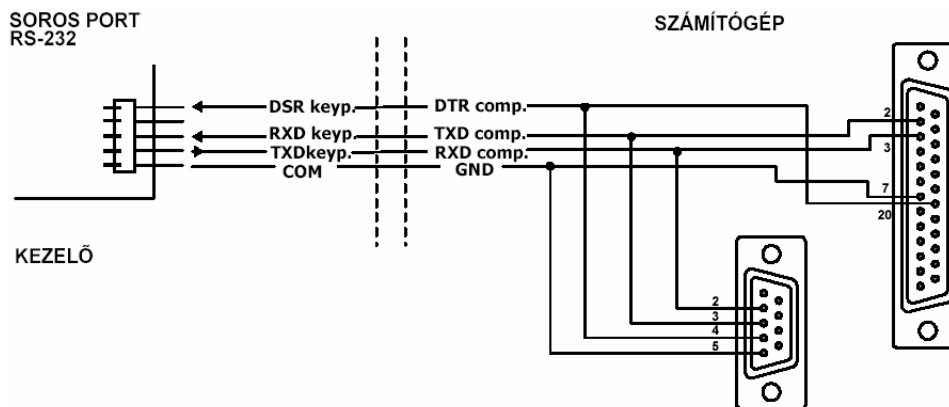 SOROS PORT
RS-232
SZÁMÍTÓGÉP
DSR keyp. DTR comp.
RXD keyp. TXD comp.
TXDkeyp. RXD comp.
COM GND
2
3
7
20
KEZELŐ
2
3
4
5